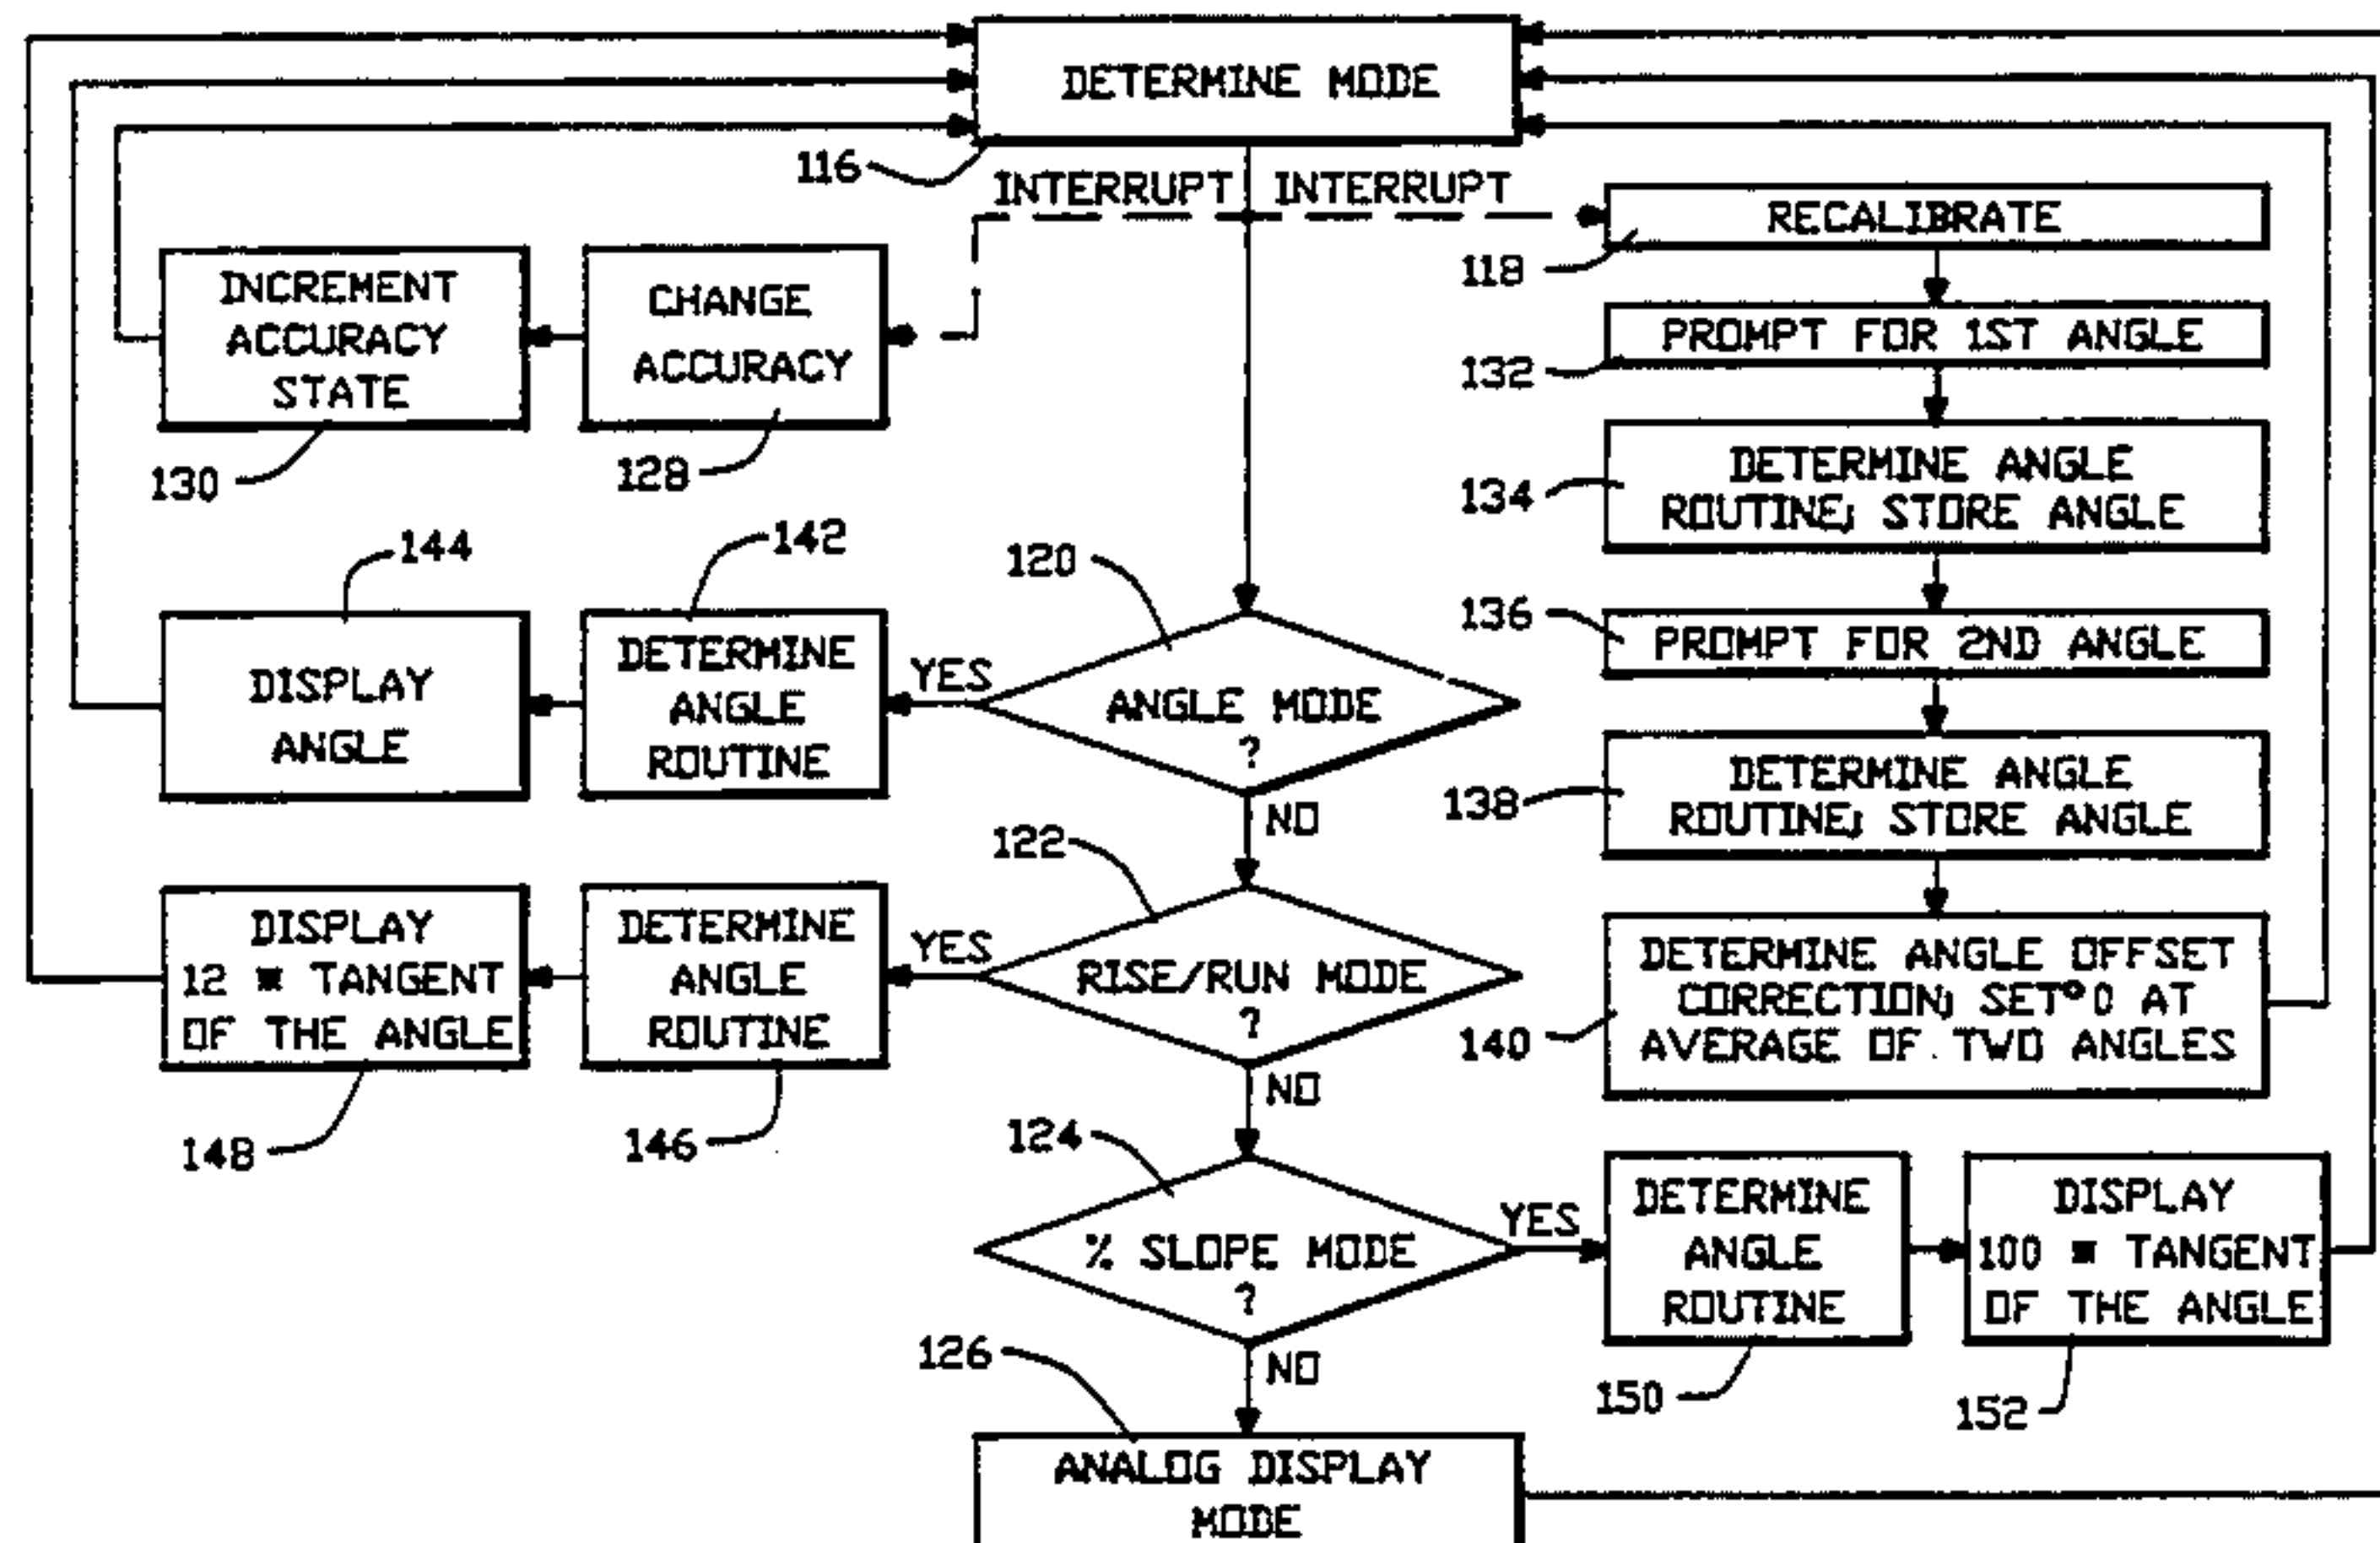 DETERMINE MODE
116
INTERRUPT
INTERRUPT
RECALIBRATE
118
PROMPT FOR 1ST ANGLE
132
DETERMINE ANGLE
ROUTINE; STORE ANGLE
134
PROMPT FOR 2ND ANGLE
136
DETERMINE ANGLE
ROUTINE; STORE ANGLE
138
DETERMINE ANGLE OFFSET
CORRECTION; SET° 0 AT
AVERAGE OF TWO ANGLES
140
CHANGE
ACCURACY
128
INCREMENT
ACCURACY
STATE
130
120
ANGLE MODE
?
YES
NO
142
DETERMINE
ANGLE
ROUTINE
144
DISPLAY
ANGLE
122
RISE/RUN MODE
?
YES
NO
DETERMINE
ANGLE
ROUTINE
146
DISPLAY
12 * TANGENT
OF THE ANGLE
148
124
% SLOPE MODE
?
YES
NO
DETERMINE
ANGLE
ROUTINE
150
DISPLAY
100 * TANGENT
OF THE ANGLE
152
126
ANALOG DISPLAY
MODE